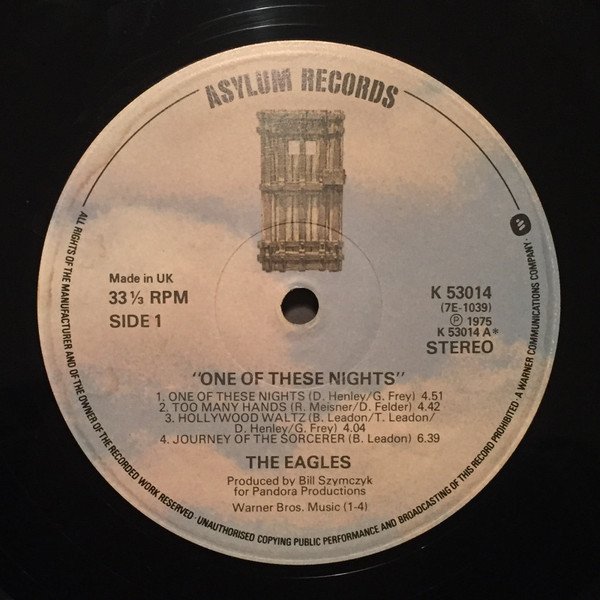 ASYLUM RECORDS
Made in UK
33 1/3 RPM
SIDE 1
K 53014
(7E-1039)
Ⓟ 1975
K 53014 A*
STEREO
"ONE OF THESE NIGHTS"
1. ONE OF THESE NIGHTS (D. Henley/G. Frey) 4.51
2. TOO MANY HANDS (R. Meisner/D. Felder) 4.42
3. HOLLYWOOD WALTZ (B. Leadon/T. Leadon/
D. Henley/G. Frey) 4.04
4. JOURNEY OF THE SORCERER (B. Leadon) 6.39
THE EAGLES
Produced by Bill Szymczyk
for Pandora Productions
Warner Bros. Music (1-4)
ALL RIGHTS OF THE MANUFACTURER AND OF THE OWNER OF THE RECORDED WORK RESERVED · UNAUTHORISED COPYING PUBLIC PERFORMANCE AND BROADCASTING OF THIS RECORD PROHIBITED · A WARNER COMMUNICATIONS COMPANY ·